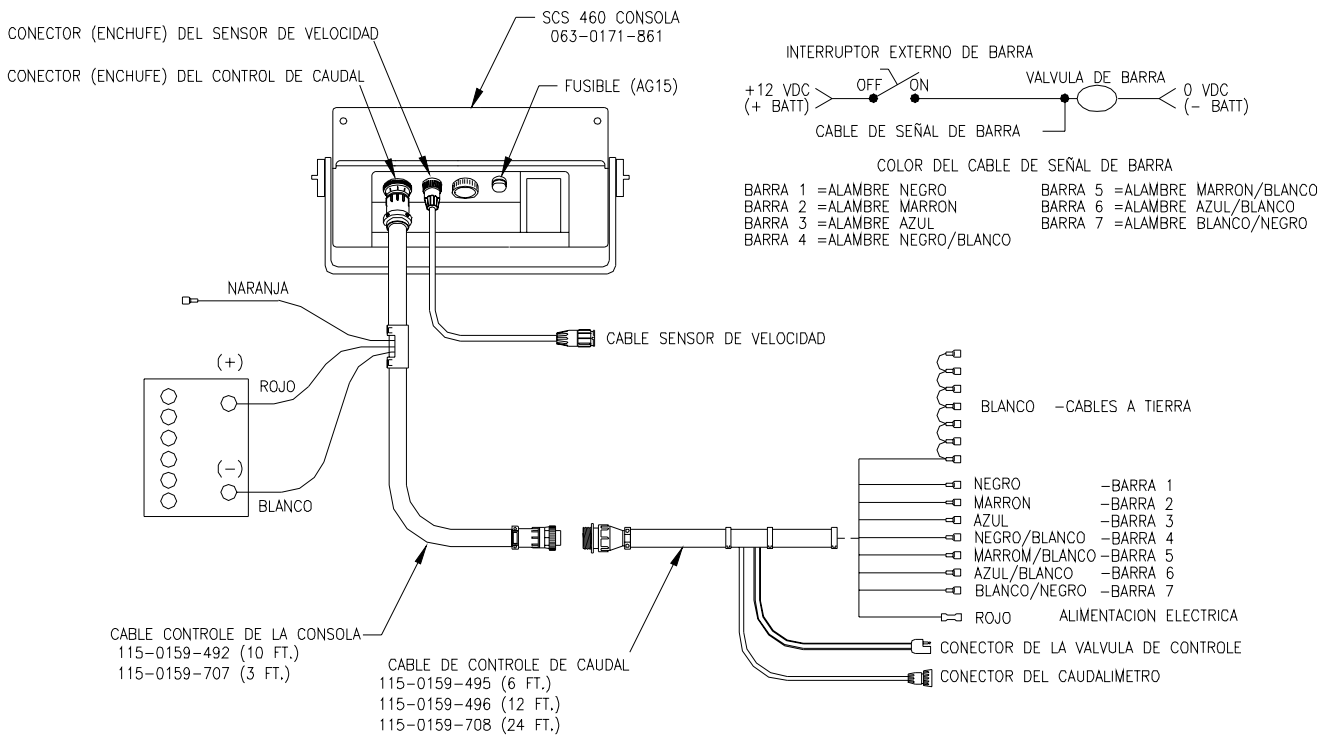 CONECTOR (ENCHUFE) DEL SENSOR DE VELOCIDAD
CONECTOR (ENCHUFE) DEL CONTROL DE CAUDAL
SCS 460 CONSOLA
063-0171-861
FUSIBLE (AG15)
INTERRUPTOR EXTERNO DE BARRA
+12 VDC
(+ BATT)
OFF
ON
VALVULA DE BARRA
0 VDC
(- BATT)
CABLE DE SEÑAL DE BARRA
COLOR DEL CABLE DE SEÑAL DE BARRA
BARRA 1 =ALAMBRE NEGRO
BARRA 2 =ALAMBRE MARRON
BARRA 3 =ALAMBRE AZUL
BARRA 4 =ALAMBRE NEGRO/BLANCO
BARRA 5 =ALAMBRE MARRON/BLANCO
BARRA 6 =ALAMBRE AZUL/BLANCO
BARRA 7 =ALAMBRE BLANCO/NEGRO
NARANJA
(+)
ROJO
(-)
BLANCO
CABLE SENSOR DE VELOCIDAD
BLANCO -CABLES A TIERRA
NEGRO -BARRA 1
MARRON -BARRA 2
AZUL -BARRA 3
NEGRO/BLANCO -BARRA 4
MARROM/BLANCO -BARRA 5
AZUL/BLANCO -BARRA 6
BLANCO/NEGRO -BARRA 7
ROJO ALIMENTACION ELECTRICA
CONECTOR DE LA VALVULA DE CONTROLE
CONECTOR DEL CAUDALIMETRO
CABLE CONTROLE DE LA CONSOLA
115-0159-492 (10 FT.)
115-0159-707 (3 FT.)
CABLE DE CONTROLE DE CAUDAL
115-0159-495 (6 FT.)
115-0159-496 (12 FT.)
115-0159-708 (24 FT.)